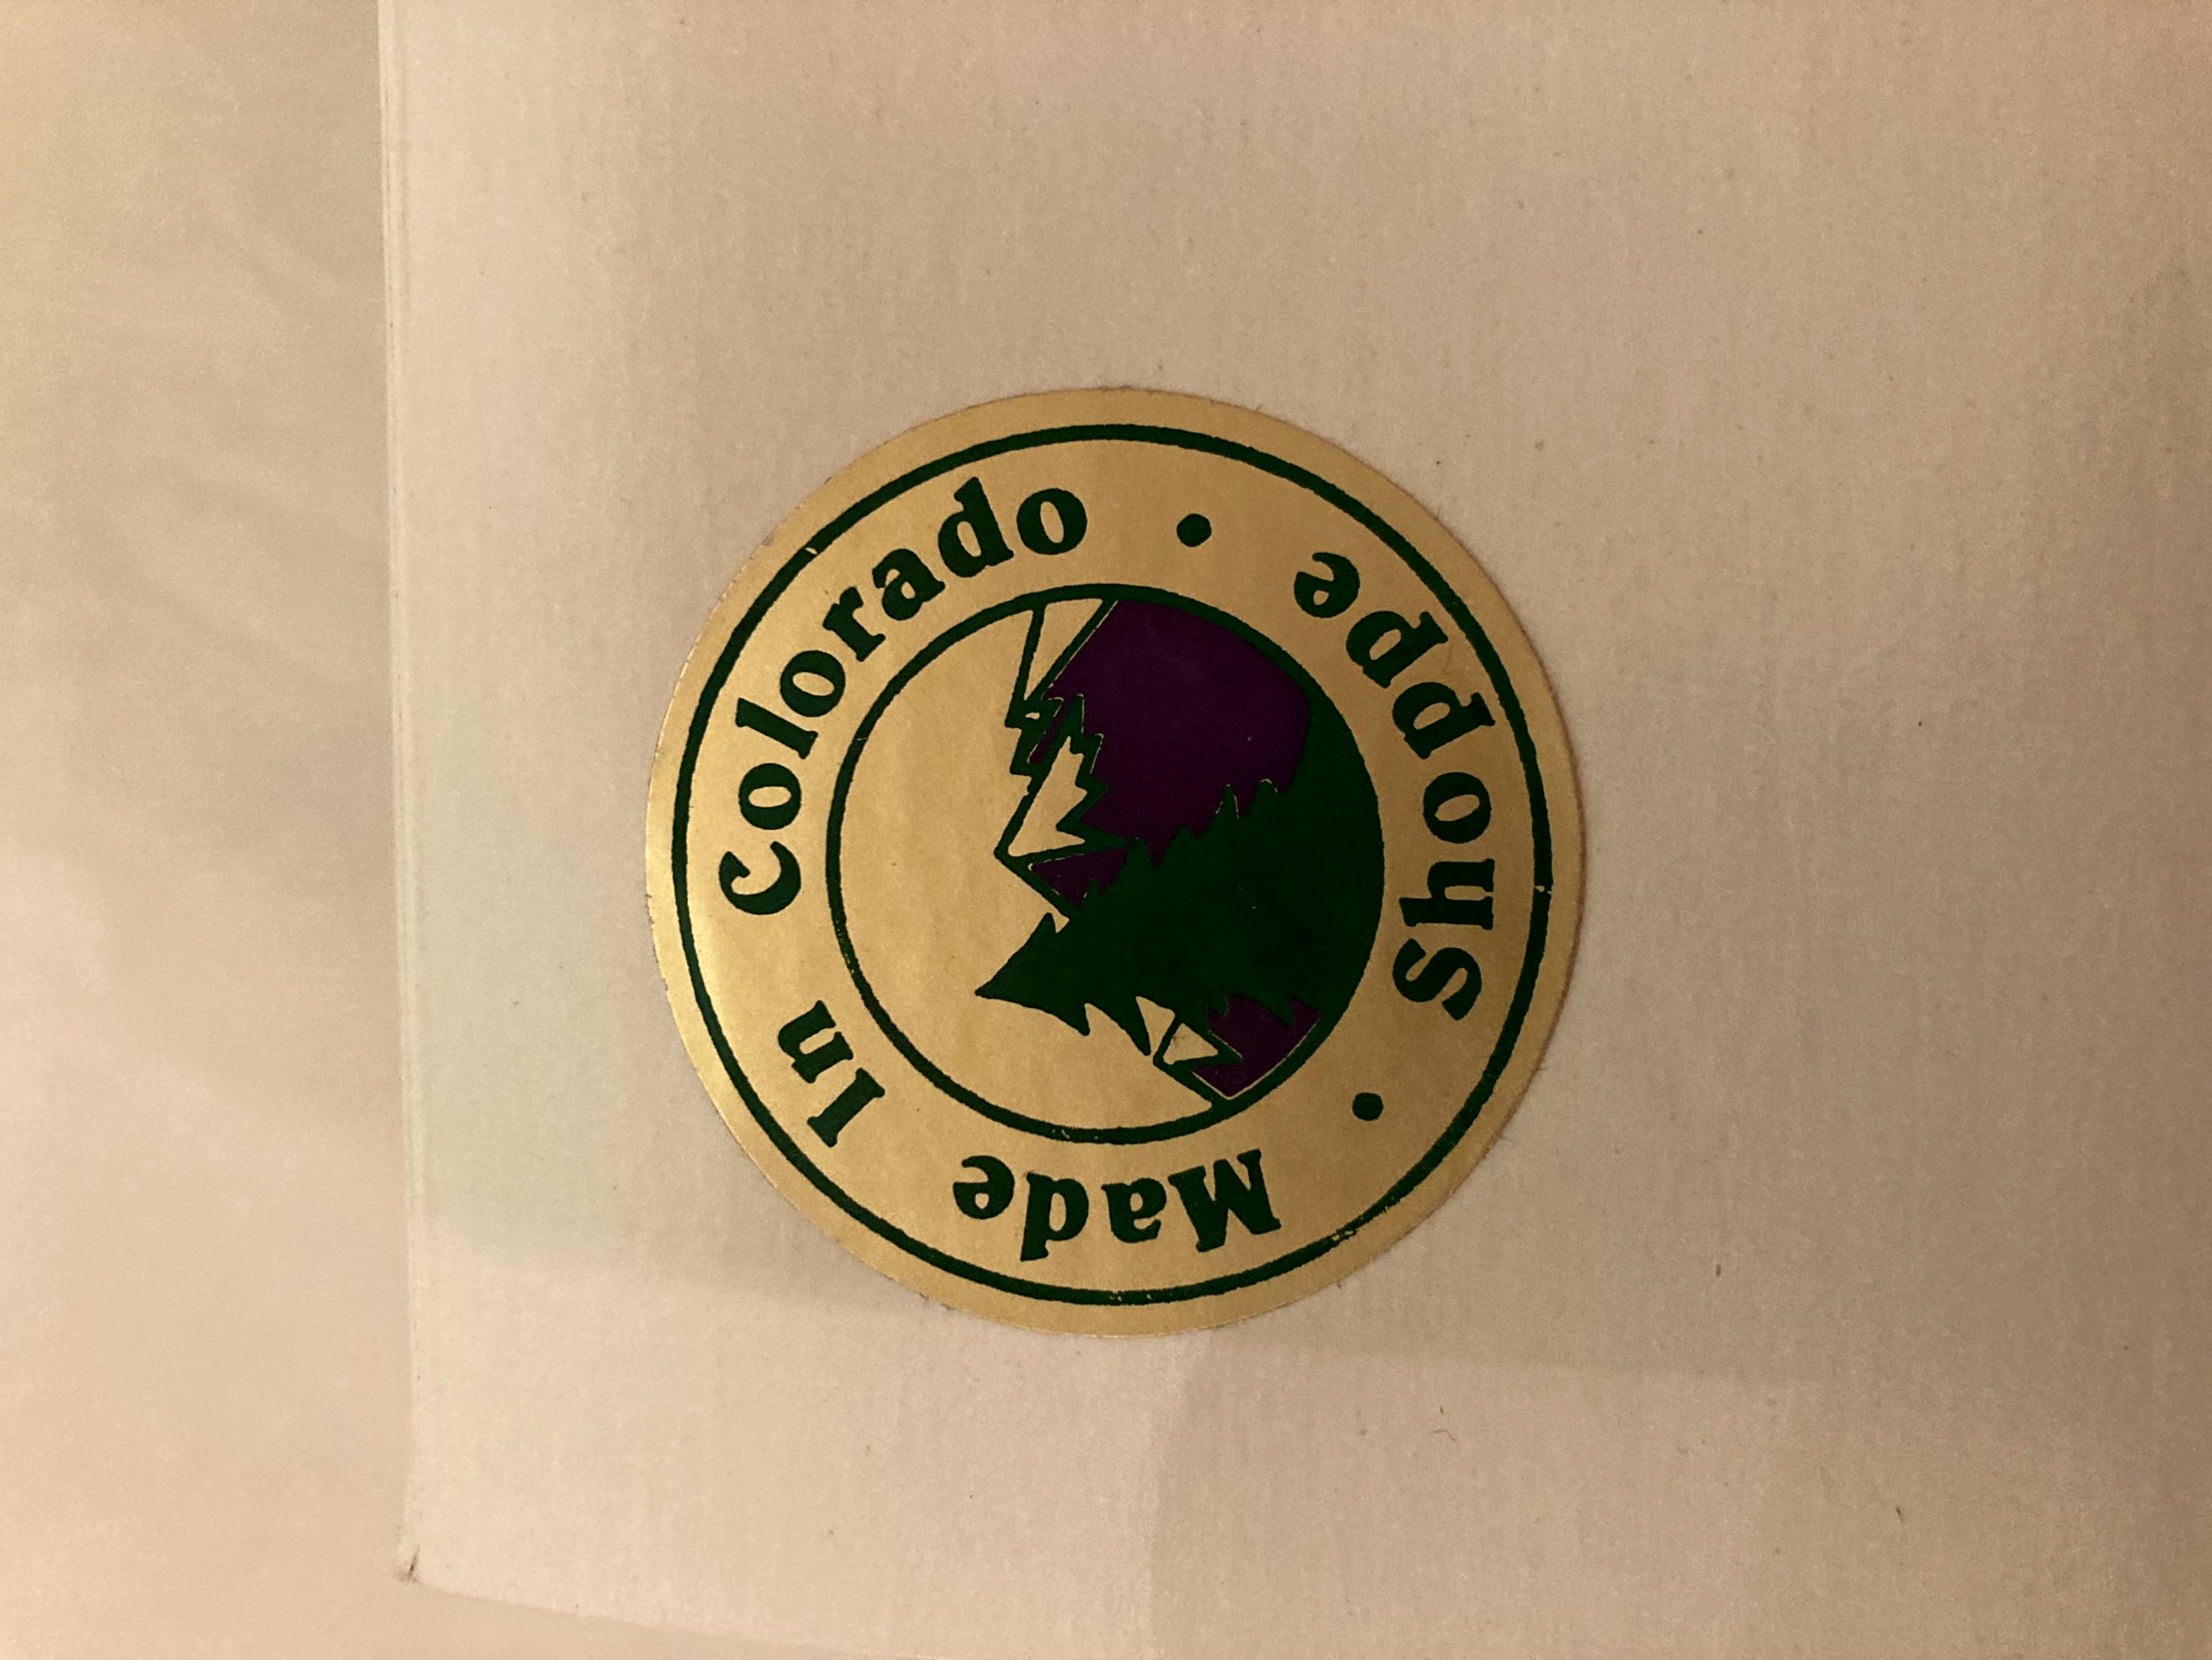 Made In Colorado
• Shoppe •